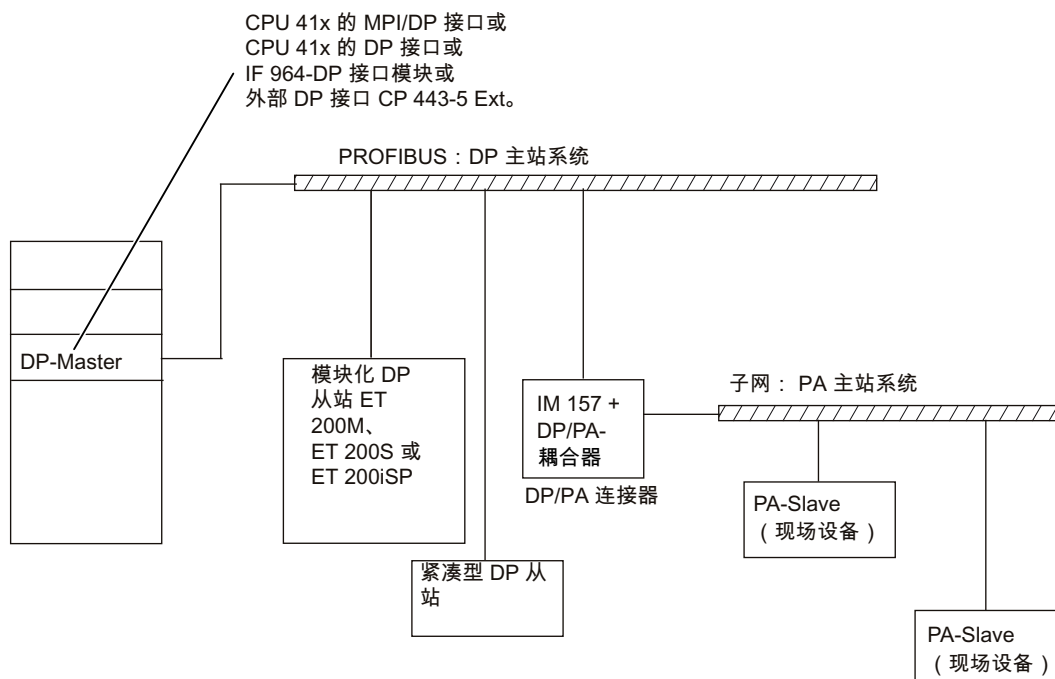 CPU 41x 的 MPI/DP 接口或
CPU 41x 的 DP 接口或
IF 964-DP 接口模块或
外部 DP 接口 CP 443-5 Ext。
PROFIBUS：DP 主站系统
DP-Master
模块化 DP
从站 ET
200M、
ET 200S 或
ET 200iSP
IM 157 +
DP/PA-
耦合器
DP/PA 连接器
子网： PA 主站系统
PA-Slave
（现场设备）
紧凑型 DP 从
站
PA-Slave
（现场设备）